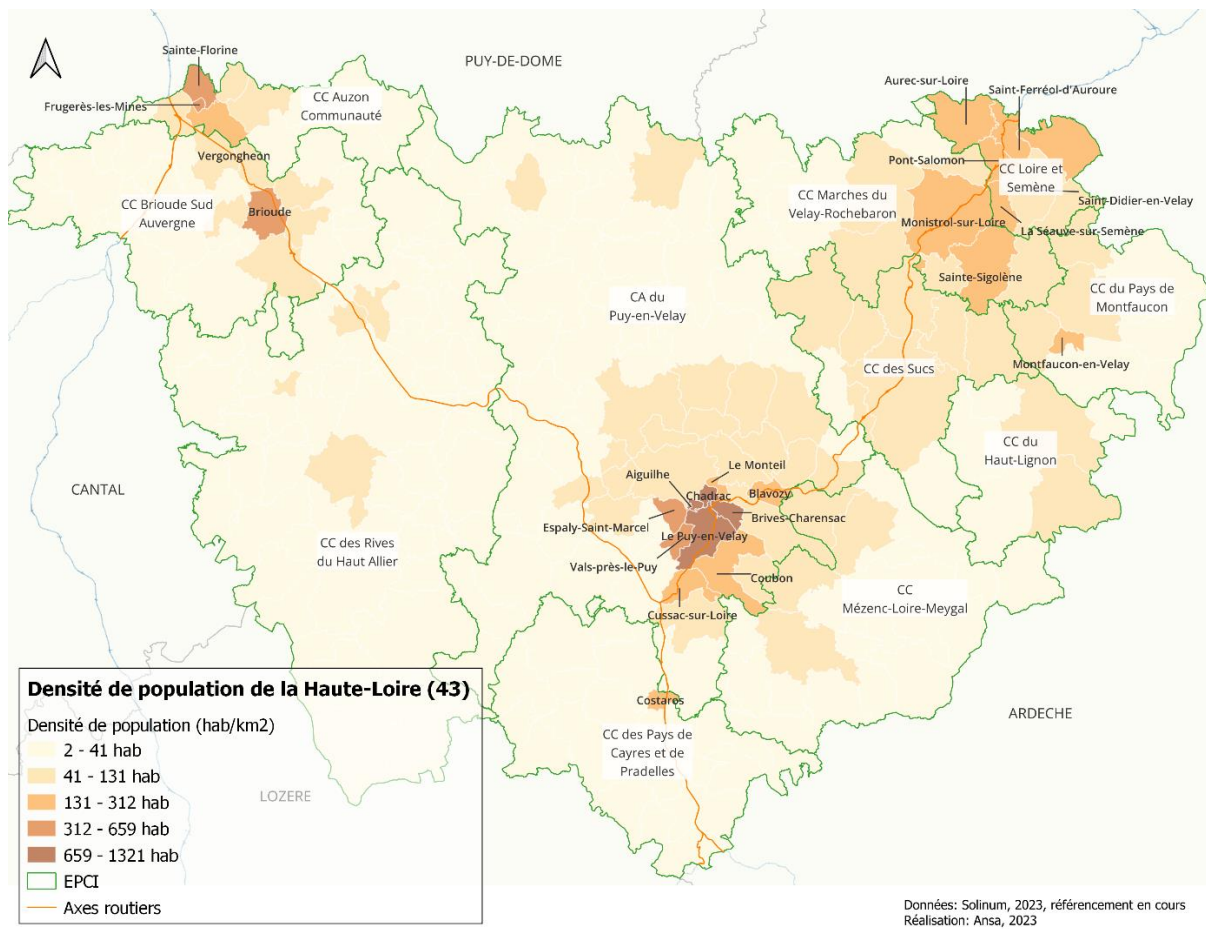 Sainte-Florine
PUY-DE-DOME
Aurec-sur-Loire
Saint-Ferréol-d'Auroure
Frugerès-les-Mines
CC Auzon
Communauté
Vergongheon
Pont-Salomon
CC Loire et
Semène
CC Marches du
Velay-Rochebaron
Saint-Didier-en-Velay
CC Brioude Sud
Auvergne
Brioude
Monistrol-sur-Loire
La Séauve-sur-Semène
Sainte-Sigolène
CC du Pays de
Montfaucon
CA du
Puy-en-Velay
CC des Sucs
Montfaucon-en-Velay
CC du
Haut-Lignon
Le Monteil
Aiguilhe
CANTAL
Chadrac
Blavozy
Espaly-Saint-Marcel
Brives-Charensac
Le Puy-en-Velay
CC des Rives
du Haut Allier
Vals-près-le-Puy
Coubon
CC
Mézenc-Loire-Meygal
Cussac-sur-Loire
Costaros
ARDECHE
CC des Pays de
Cayres et de
Pradelles
LOZERE
Densité de population de la Haute-Loire (43)
Densité de population (hab/km2)
2 - 41 hab
41 - 131 hab
131 - 312 hab
312 - 659 hab
659 - 1321 hab
EPCI
Axes routiers
Données: Solinum, 2023, référencement en cours
Réalisation: Ansa, 2023